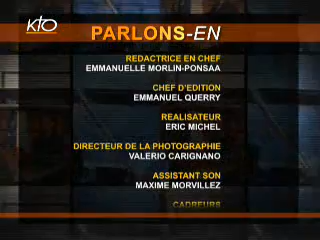 KTO
PARLONS-EN
REDACTRICE EN CHEF
EMMANUELLE MORLIN-PONSAA
CHEF D'EDITION
EMMANUEL QUERRY
REALISATEUR
ERIC MICHEL
DIRECTEUR DE LA PHOTOGRAPHIE
VALERIO CARIGNANO
ASSISTANT SON
MAXIME MORVILLEZ
CADREURS